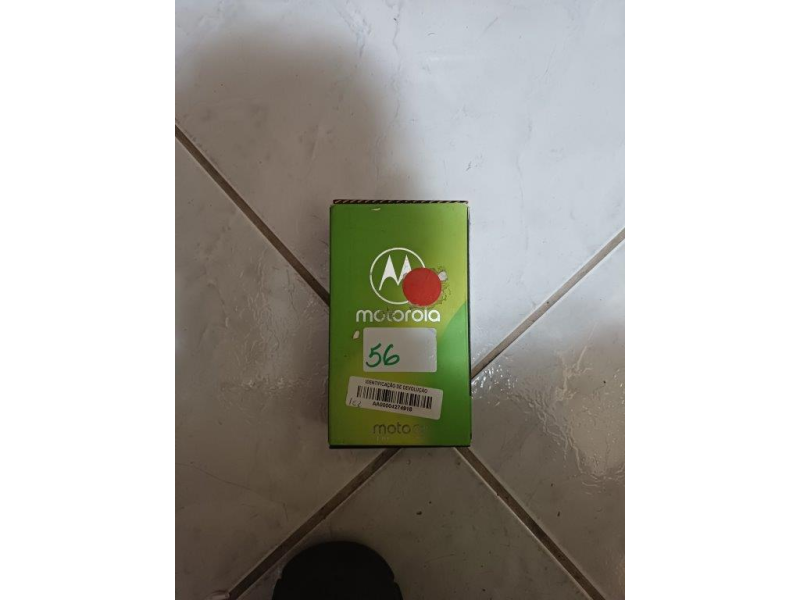 motorola
56
IDENTIFICAÇÃO DE DEVOLUÇÃO
moto